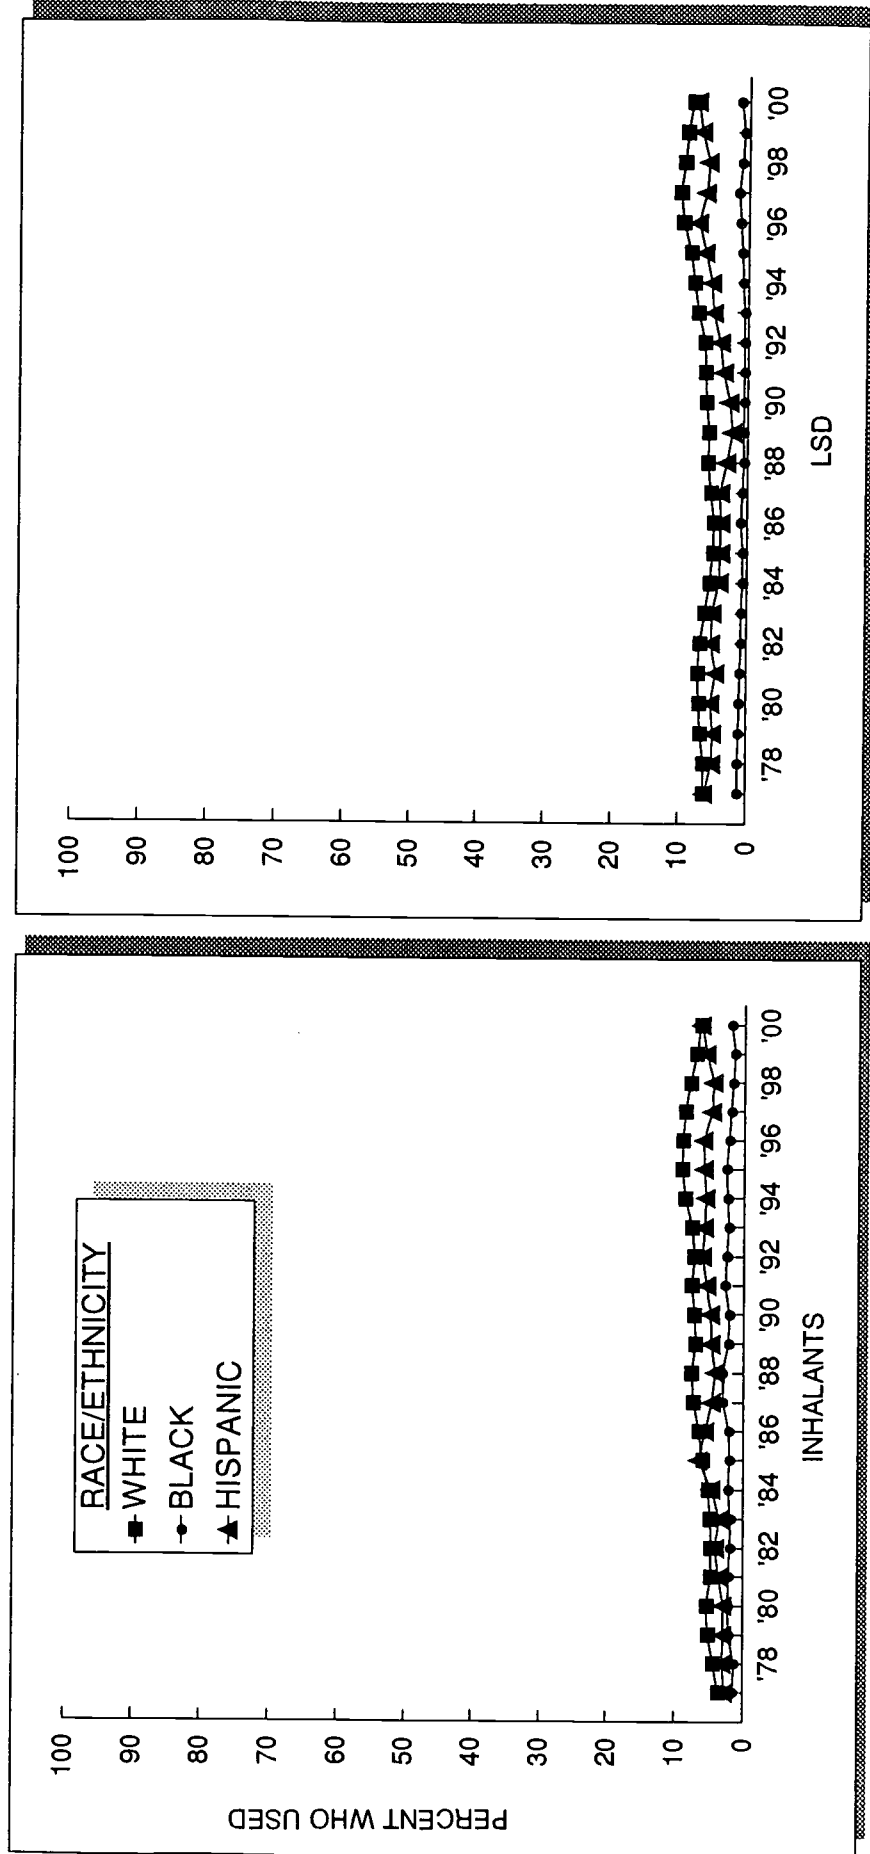 PERCENT WHO USED
100
90
80
70
60
50
40
30
20
10
0
RACE/ETHNICITY
WHITE
BLACK
HISPANIC
'78 '80 '82 '84 '86 '88 '90 '92 '94 '96 '98 '00
INHALANTS
100
90
80
70
60
50
40
30
20
10
0
'78 '80 '82 '84 '86 '88 '90 '92 '94 '96 '98 '00
LSD